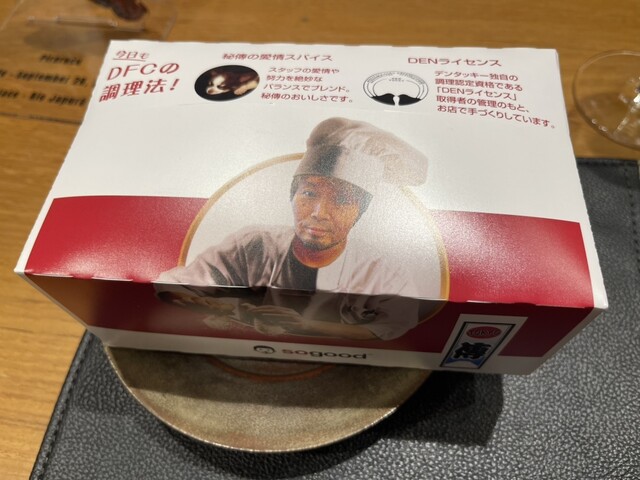 今日も
DFCの
調理法！
秘傳の愛情スパイス
スタッフの愛情や
努力を絶妙な
バランスでブレンド。
秘傳のおいしさです。
DENライセンス
デンタッキー独自の
調理認定資格である
「DENライセンス」
取得者の管理のもと、
お店で手づくりしています。
sogood
傳